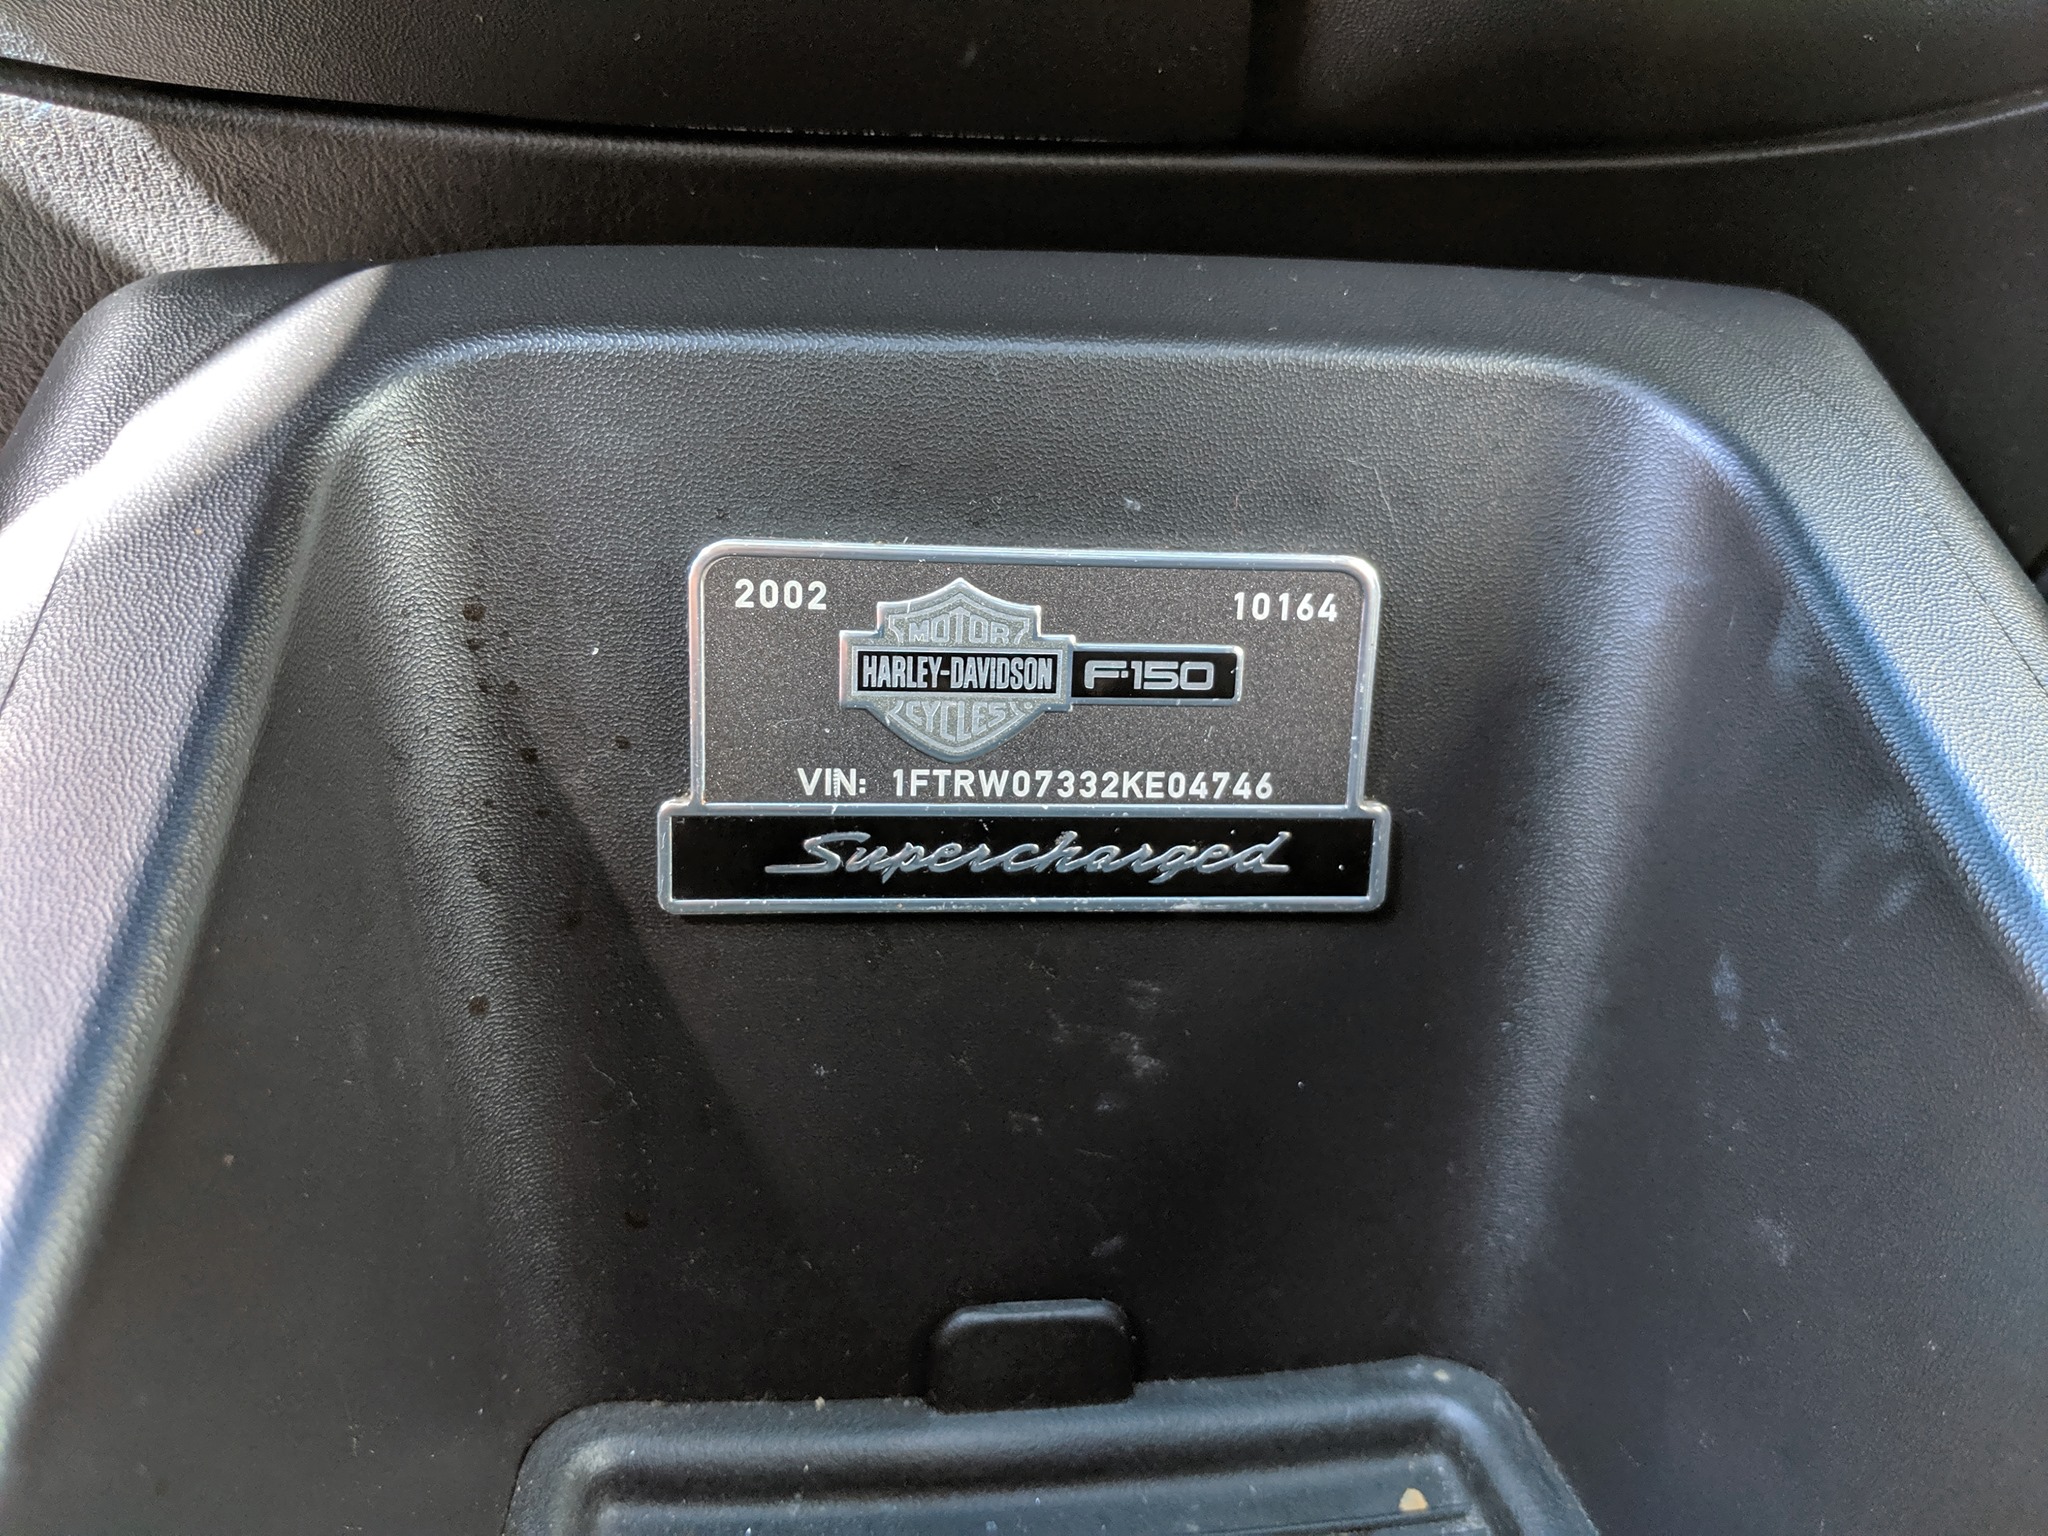 2002
10164
MOTOR
HARLEY-DAVIDSON F-150
CYCLES
VIN: 1FTRW07332KE04746
Supercharged